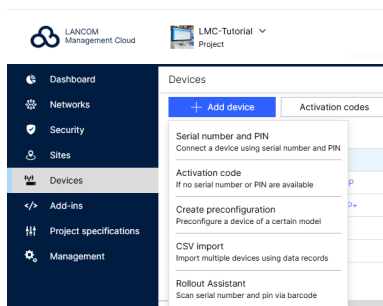 LANCOM
Management Cloud
LMC-Tutorial
Project
Dashboard
Networks
Security
Sites
Devices
Add-ins
Project specifications
Management
Devices
Add device
Activation codes
Serial number and PIN
Connect a device using serial number and PIN
Activation code
If no serial number or PIN are available
Create preconfiguration
Preconfigure a device of a certain model
CSV import
Import multiple devices using data records
Rollout Assistant
Scan serial number and pin via barcode
P
P+